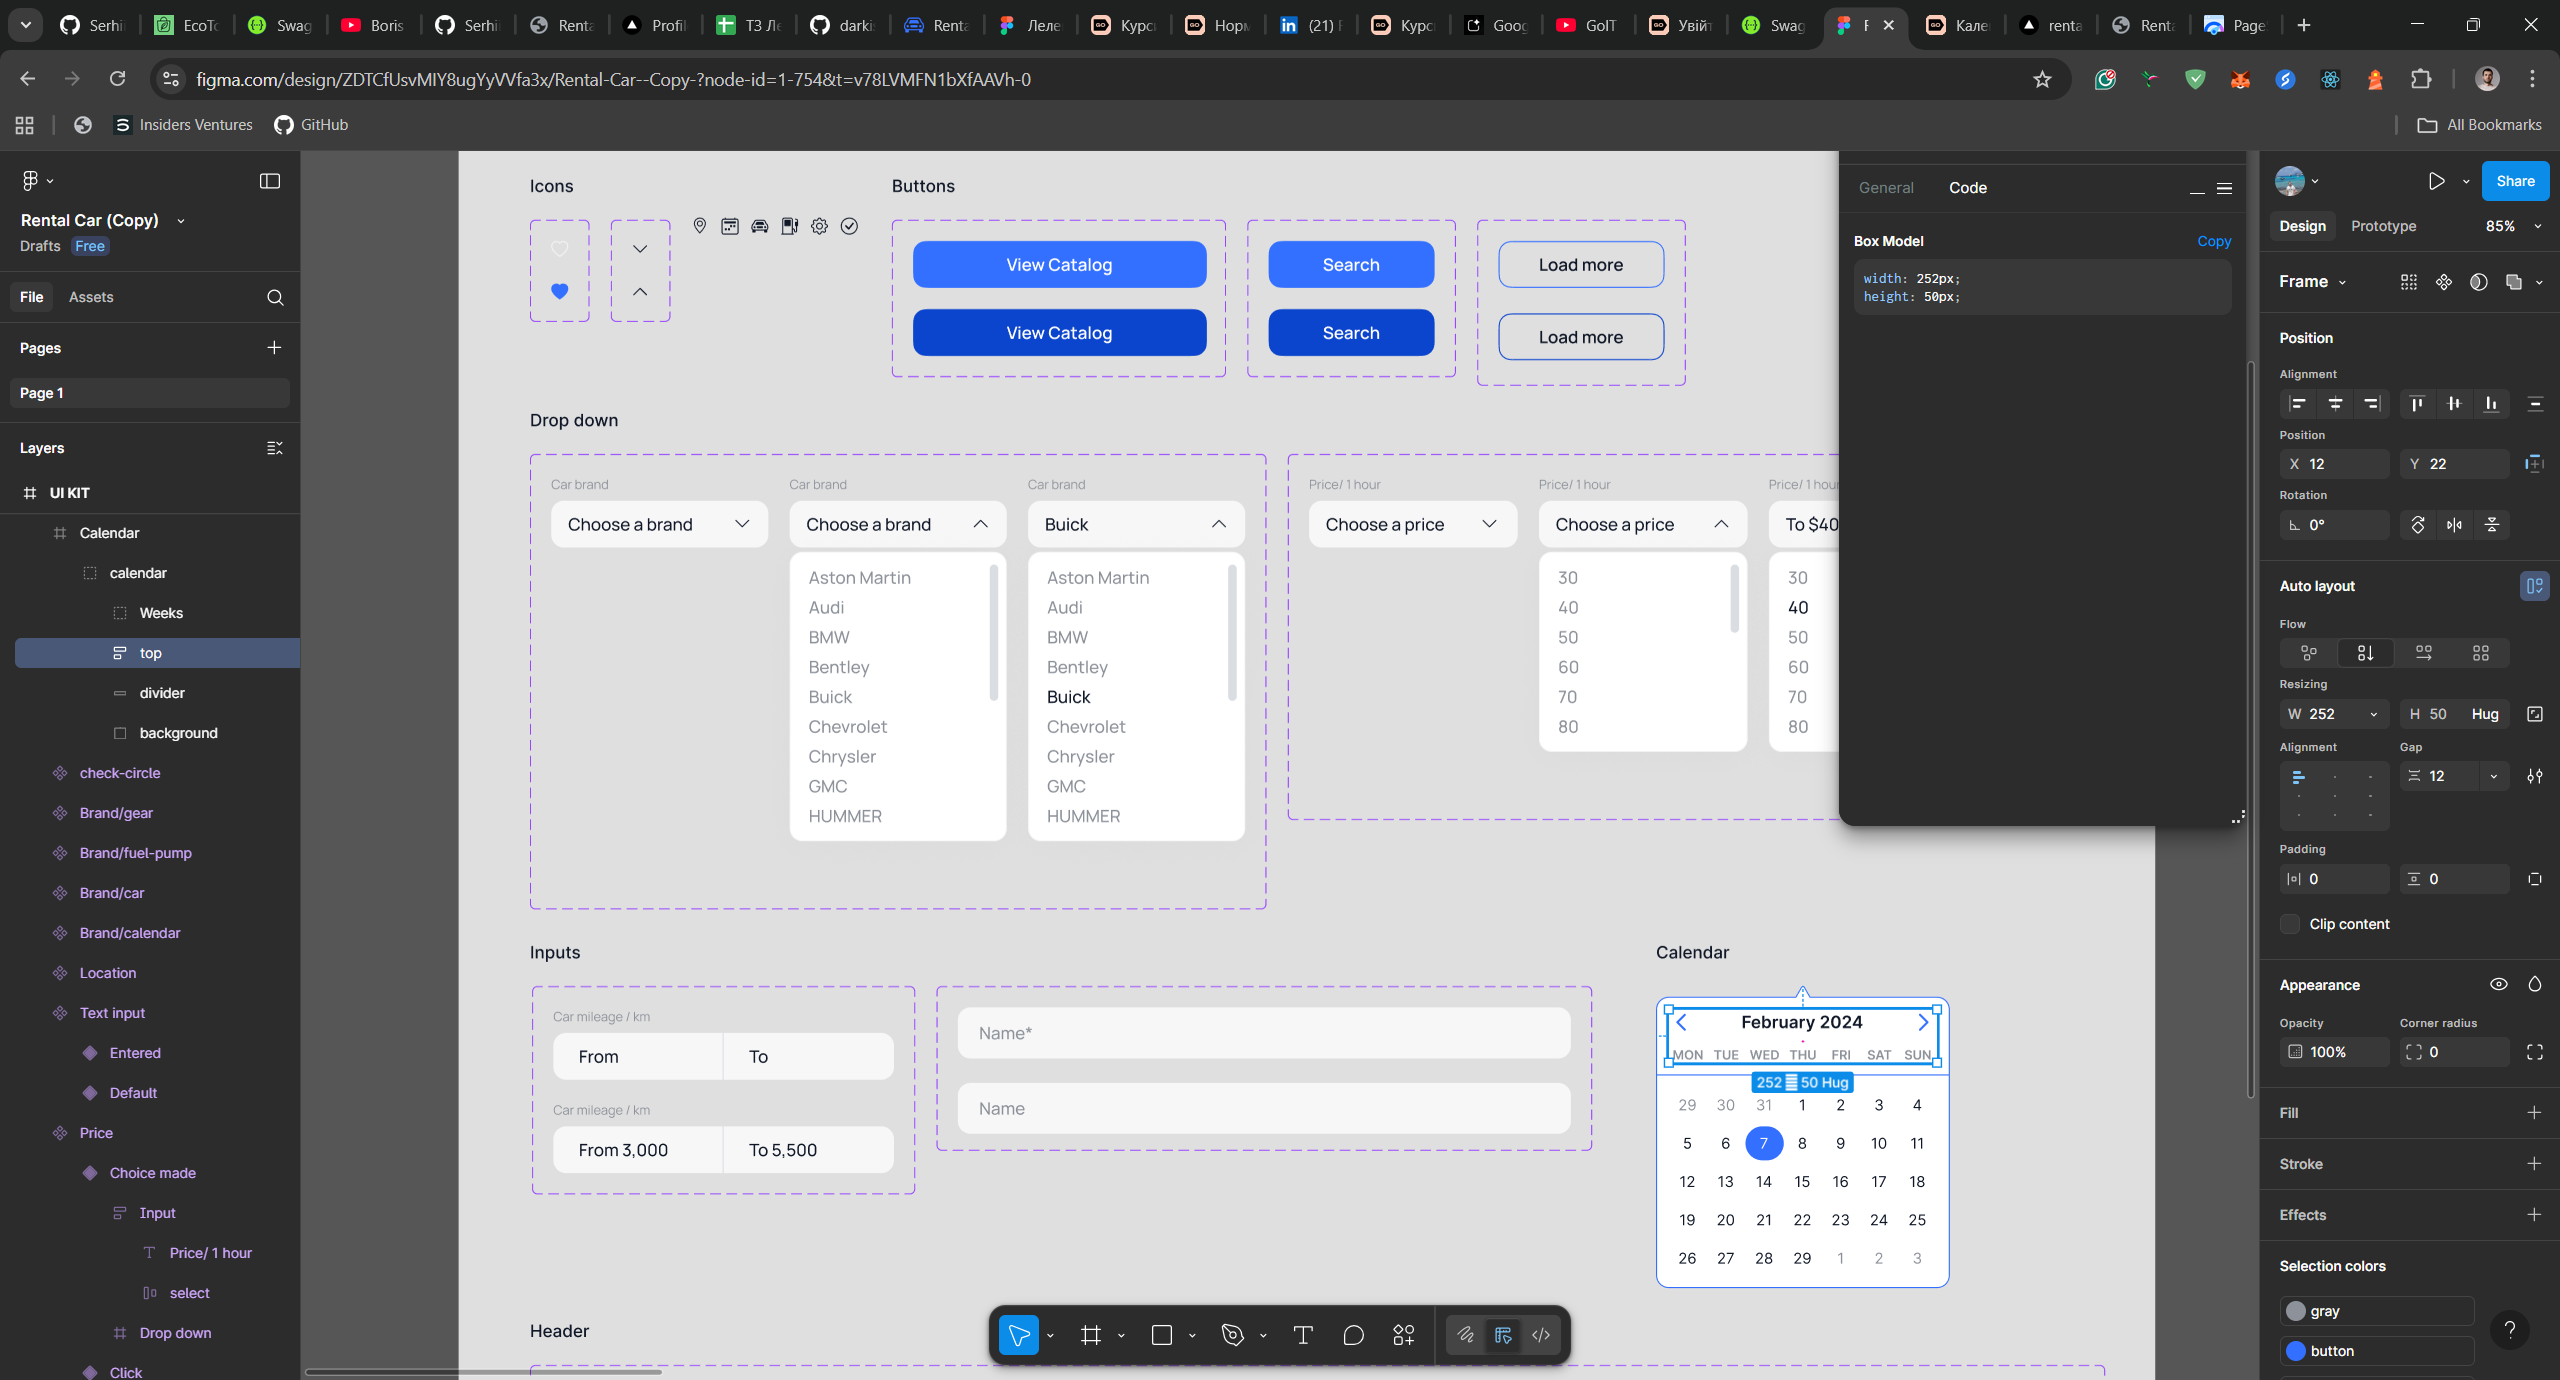 Serhi
EcoTo
Swag
Boris
Serhi
Renta
Profil
ТЗ Ле
darki
Renta
Леле
Курс
Норм
(21) F
Курс
Goog
GoIT
Увій
Swag
F
Кале
renta
Renta
Page
figma.com/design/ZDTCfUsvMIY8ugYyVVfa3x/Rental-Car--Copy-?node-id=1-754&t=v78LVMFN1bXfAAVh-0
Insiders Ventures
GitHub
All Bookmarks
Rental Car (Copy)
Drafts
Free
File
Assets
Pages
Page 1
Layers
UI KIT
Calendar
calendar
Weeks
top
divider
background
check-circle
Brand/gear
Brand/fuel-pump
Brand/car
Brand/calendar
Location
Text input
Entered
Default
Price
Choice made
Input
Price/ 1 hour
select
Drop down
Click
Icons
Buttons
View Catalog
Search
Load more
View Catalog
Search
Load more
Drop down
Car brand
Choose a brand
Car brand
Choose a brand
Aston Martin
Audi
BMW
Bentley
Buick
Chevrolet
Chrysler
GMC
HUMMER
Car brand
Buick
Aston Martin
Audi
BMW
Bentley
Buick
Chevrolet
Chrysler
GMC
HUMMER
Price/ 1 hour
Choose a price
Price/ 1 hour
Choose a price
30
40
50
60
70
80
Price/ 1 hour
To $40
30
40
50
60
70
80
Inputs
Car mileage / km
From
To
Car mileage / km
From 3,000
To 5,500
Name*
Name
Calendar
February 2024
MON TUE WED THU FRI SAT SUN
252
50 Hug
29 30 31 1 2 3 4
5 6 7 8 9 10 11
12 13 14 15 16 17 18
19 20 21 22 23 24 25
26 27 28 29 1 2 3
Header
General
Code
Box Model
Copy
width: 252px;
height: 50px;
Share
Design
Prototype
85%
Frame
Position
Alignment
Position
X 12
Y 22
Rotation
0°
Auto layout
Flow
Resizing
W 252
H 50 Hug
Alignment
Gap
12
Padding
0
0
Clip content
Appearance
Opacity
Corner radius
100%
0
Fill
Stroke
Effects
Selection colors
gray
button
?